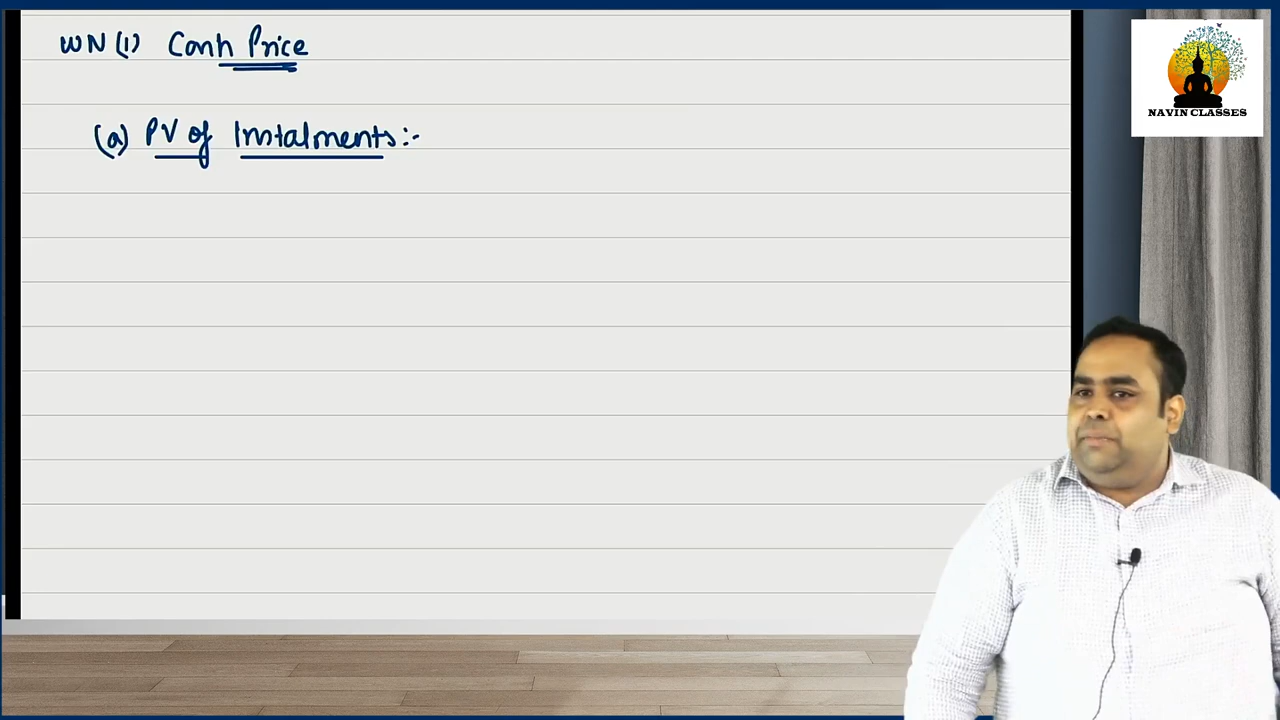 WN (1) Cash Price
(a) PV of Instalments:-
NAVIN CLASSES